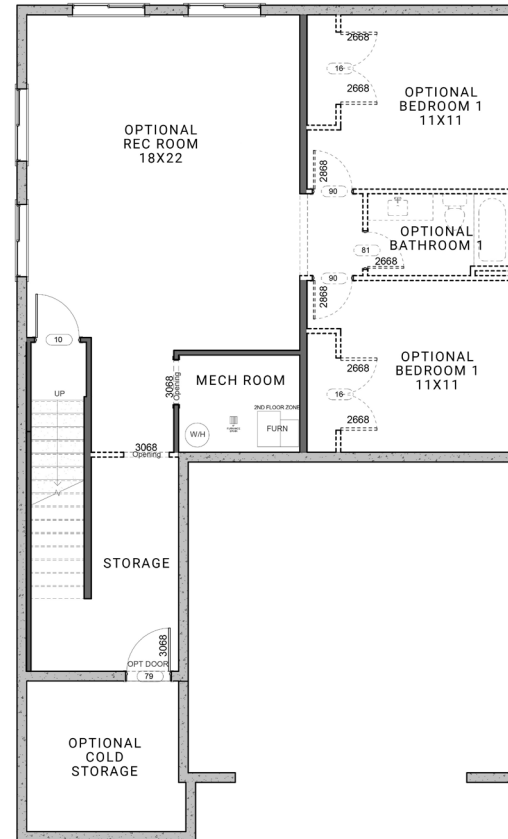 2668
16
2668
OPTIONAL
BEDROOM 1
11X11
OPTIONAL
REC ROOM
18X22
2868
90
OPTIONAL
BATHROOM 1
81
2668
90
2868
10
UP
3068
Opening
MECH ROOM
2ND FLOOR ZONE
W/H
FURN
2668
16
2668
OPTIONAL
BEDROOM 1
11X11
3068
Opening
STORAGE
3068
OPT DOOR
79
OPTIONAL
COLD
STORAGE